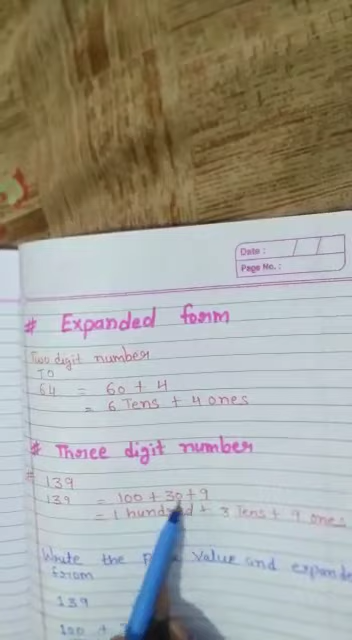 Date :
Page No. :
# Expanded form
Two digit number
TO
64 = 60 + 4
= 6 Tens + 4 ones
# Three digit number
# 139
139 = 100 + 30 + 9
= 1 hundred + 3 Tens + 9 ones
Write the value and
form
139
100 +